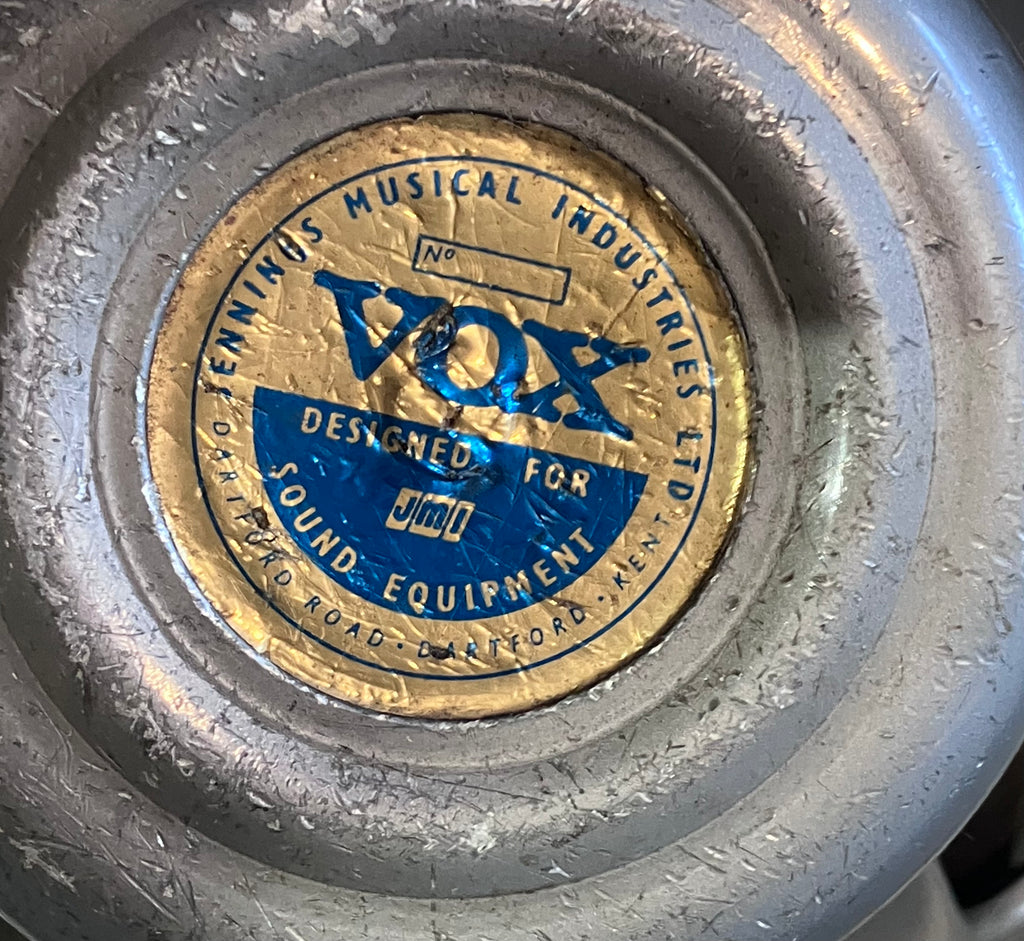 JENNINGS MUSICAL INDUSTRIES LTD
Nº
VOX
DESIGNED FOR
JMI
SOUND EQUIPMENT
DARTFORD ROAD · DARTFORD · KENT